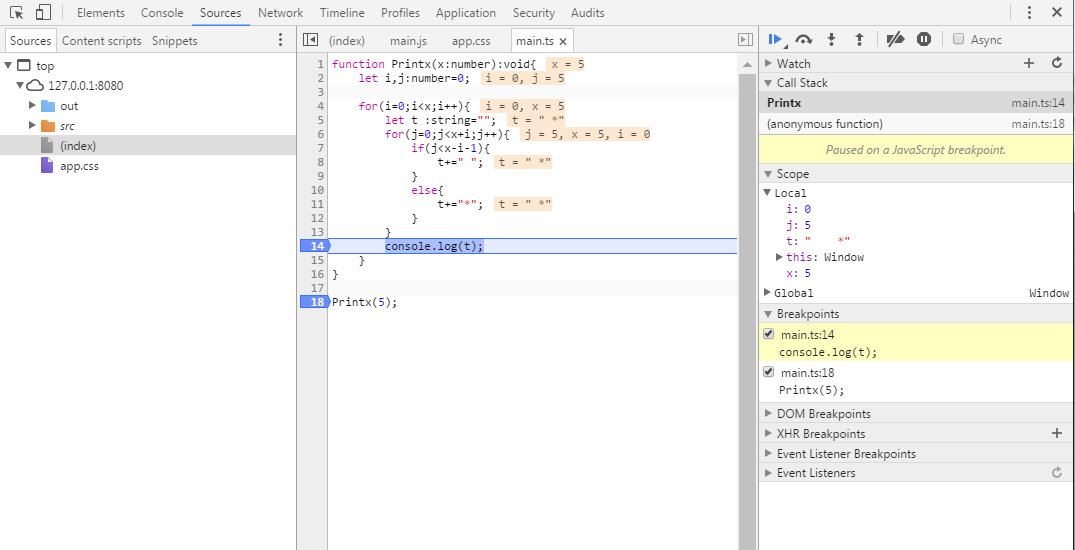 Elements Console Sources Network Timeline Profiles Application Security Audits
Sources Content scripts Snippets
top
127.0.0.1:8080
out
src
(index)
app.css
(index) main.js app.css main.ts
1 function Printx(x:number):void{ x = 5
2 let i,j:number=0; i = 0, j = 5
3
4 for(i=0;i<x;i++){ i = 0, x = 5
5 let t :string=""; t = " *"
6 for(j=0;j<x+i;j++){ j = 5, x = 5, i = 0
7 if(j<x-i-1){
8 t+=" "; t = " *"
9 }
10 else{
11 t+="*"; t = " *"
12 }
13 }
14 console.log(t);
15 }
16 }
17
18 Printx(5);
Async
Watch
Call Stack
Printx main.ts:14
(anonymous function) main.ts:18
Paused on a JavaScript breakpoint.
Scope
Local
i: 0
j: 5
t: "    *"
this: Window
x: 5
Global Window
Breakpoints
main.ts:14
console.log(t);
main.ts:18
Printx(5);
DOM Breakpoints
XHR Breakpoints
Event Listener Breakpoints
Event Listeners